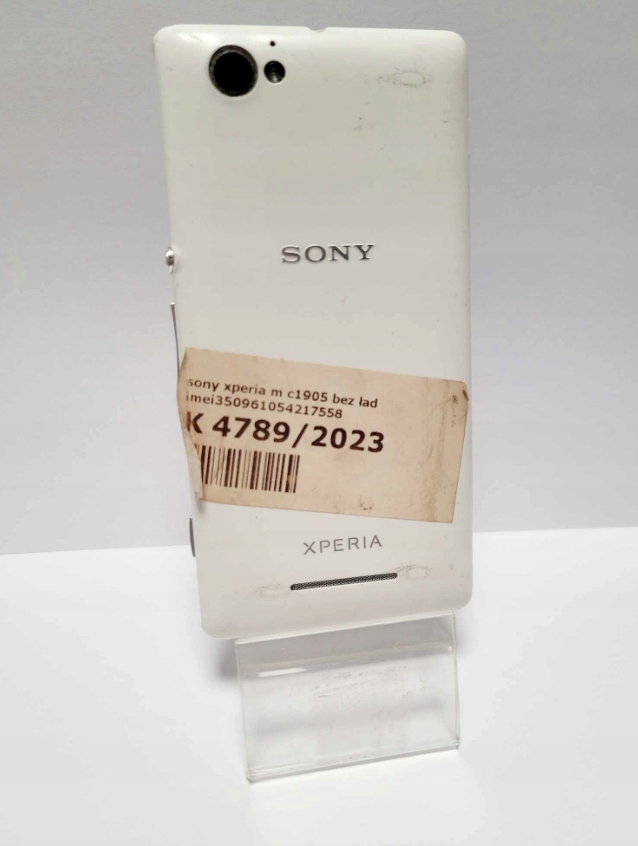 SONY
sony xperia m c1905 bez ład
imei350961054217558
K 4789/2023
XPERIA